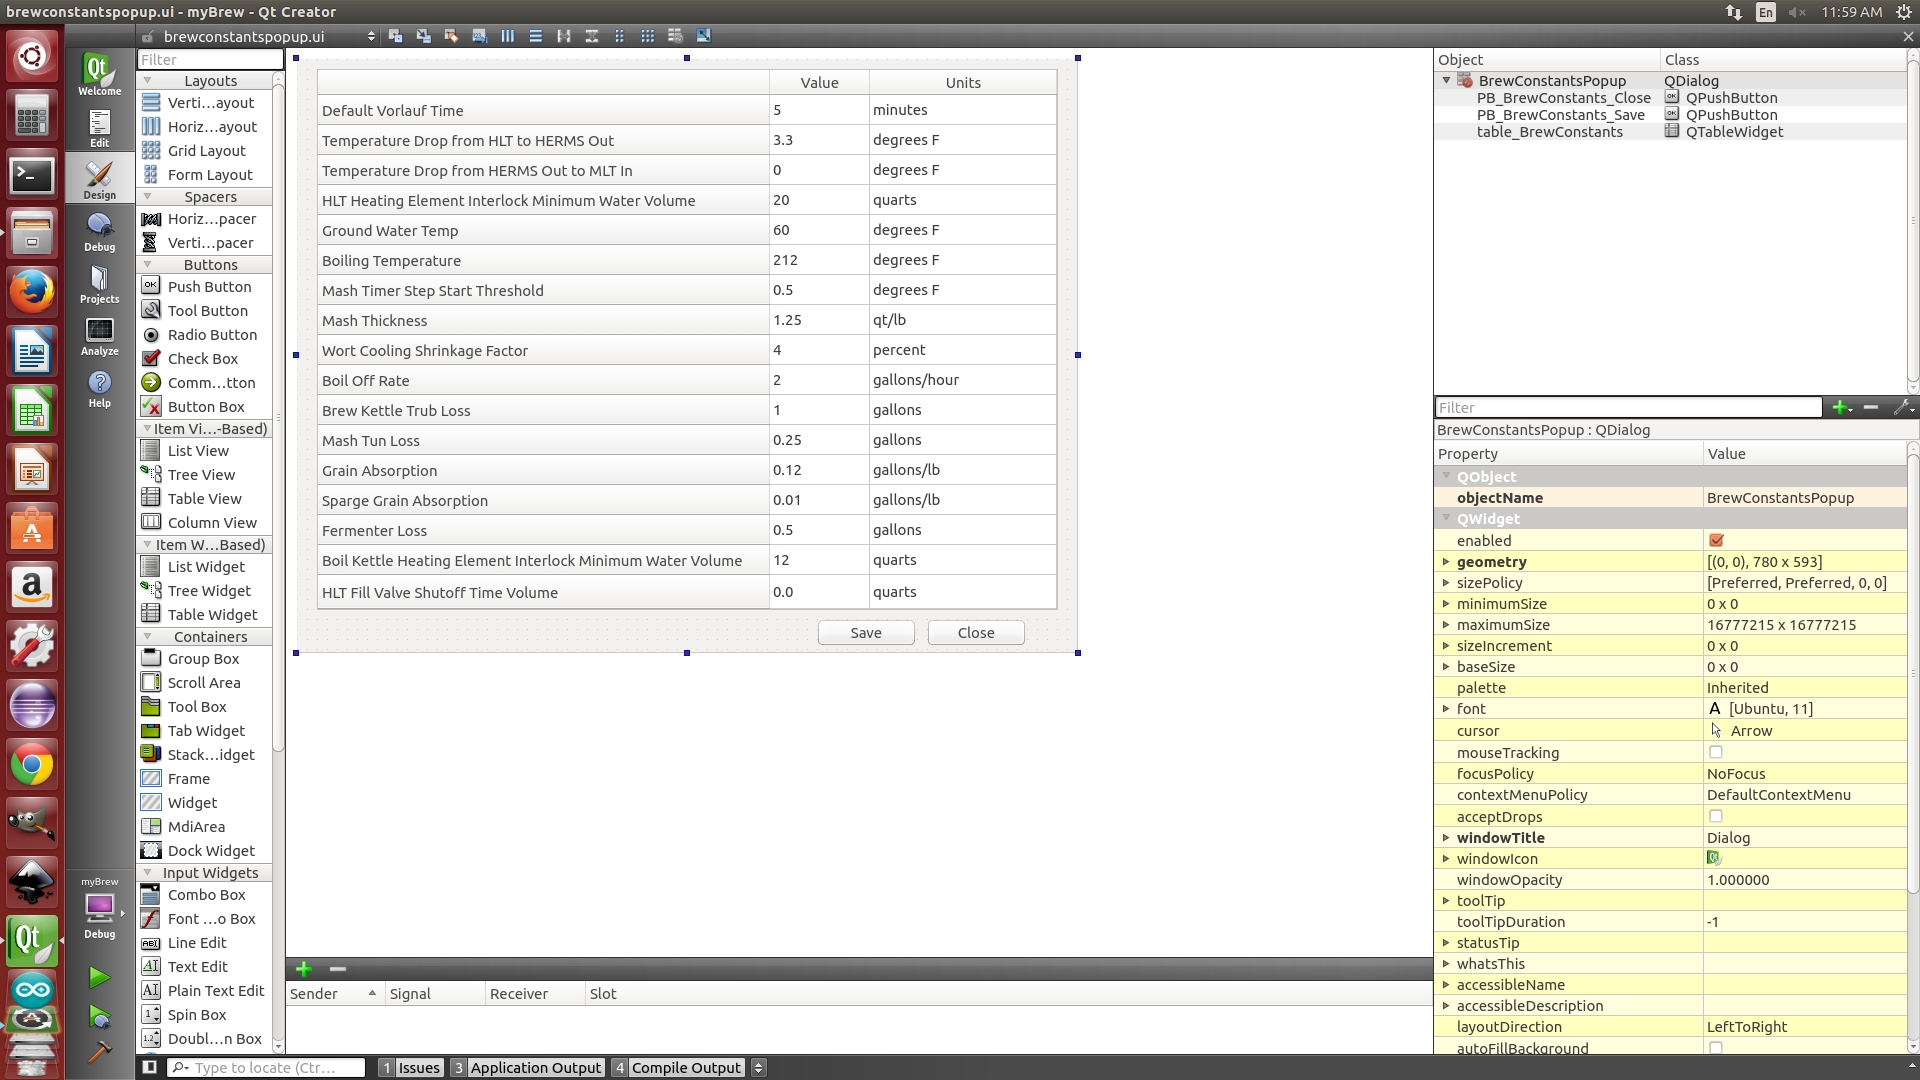 brewconstantspopup.ui - myBrew - Qt Creator
En
11:59 AM
brewconstantspopup.ui
Welcome
Edit
Design
Debug
Projects
Analyze
Help
myBrew
Debug
Filter
Layouts
Verti...ayout
Horiz...ayout
Grid Layout
Form Layout
Spacers
Horiz...pacer
Verti...pacer
Buttons
Push Button
Tool Button
Radio Button
Check Box
Comm...tton
Button Box
Item Vi...-Based)
List View
Tree View
Table View
Column View
Item W...Based)
List Widget
Tree Widget
Table Widget
Containers
Group Box
Scroll Area
Tool Box
Tab Widget
Stack...idget
Frame
Widget
MdiArea
Dock Widget
Input Widgets
Combo Box
Font ...o Box
Line Edit
Text Edit
Plain Text Edit
Spin Box
Doubl...n Box
Value Units
Default Vorlauf Time 5 minutes
Temperature Drop from HLT to HERMS Out 3.3 degrees F
Temperature Drop from HERMS Out to MLT In 0 degrees F
HLT Heating Element Interlock Minimum Water Volume 20 quarts
Ground Water Temp 60 degrees F
Boiling Temperature 212 degrees F
Mash Timer Step Start Threshold 0.5 degrees F
Mash Thickness 1.25 qt/lb
Wort Cooling Shrinkage Factor 4 percent
Boil Off Rate 2 gallons/hour
Brew Kettle Trub Loss 1 gallons
Mash Tun Loss 0.25 gallons
Grain Absorption 0.12 gallons/lb
Sparge Grain Absorption 0.01 gallons/lb
Fermenter Loss 0.5 gallons
Boil Kettle Heating Element Interlock Minimum Water Volume 12 quarts
HLT Fill Valve Shutoff Time Volume 0.0 quarts
Save Close
Sender Signal Receiver Slot
Object Class
BrewConstantsPopup QDialog
PB_BrewConstants_Close QPushButton
PB_BrewConstants_Save QPushButton
table_BrewConstants QTableWidget
Filter
BrewConstantsPopup : QDialog
Property Value
QObject
objectName BrewConstantsPopup
QWidget
enabled
geometry [(0, 0), 780 x 593]
sizePolicy [Preferred, Preferred, 0, 0]
minimumSize 0 x 0
maximumSize 16777215 x 16777215
sizeIncrement 0 x 0
baseSize 0 x 0
palette Inherited
font A [Ubuntu, 11]
cursor Arrow
mouseTracking
focusPolicy NoFocus
contextMenuPolicy DefaultContextMenu
acceptDrops
windowTitle Dialog
windowIcon
windowOpacity 1.000000
toolTip
toolTipDuration -1
statusTip
whatsThis
accessibleName
accessibleDescription
layoutDirection LeftToRight
autoFillBackground
Type to locate (Ctr...
1 Issues 3 Application Output 4 Compile Output